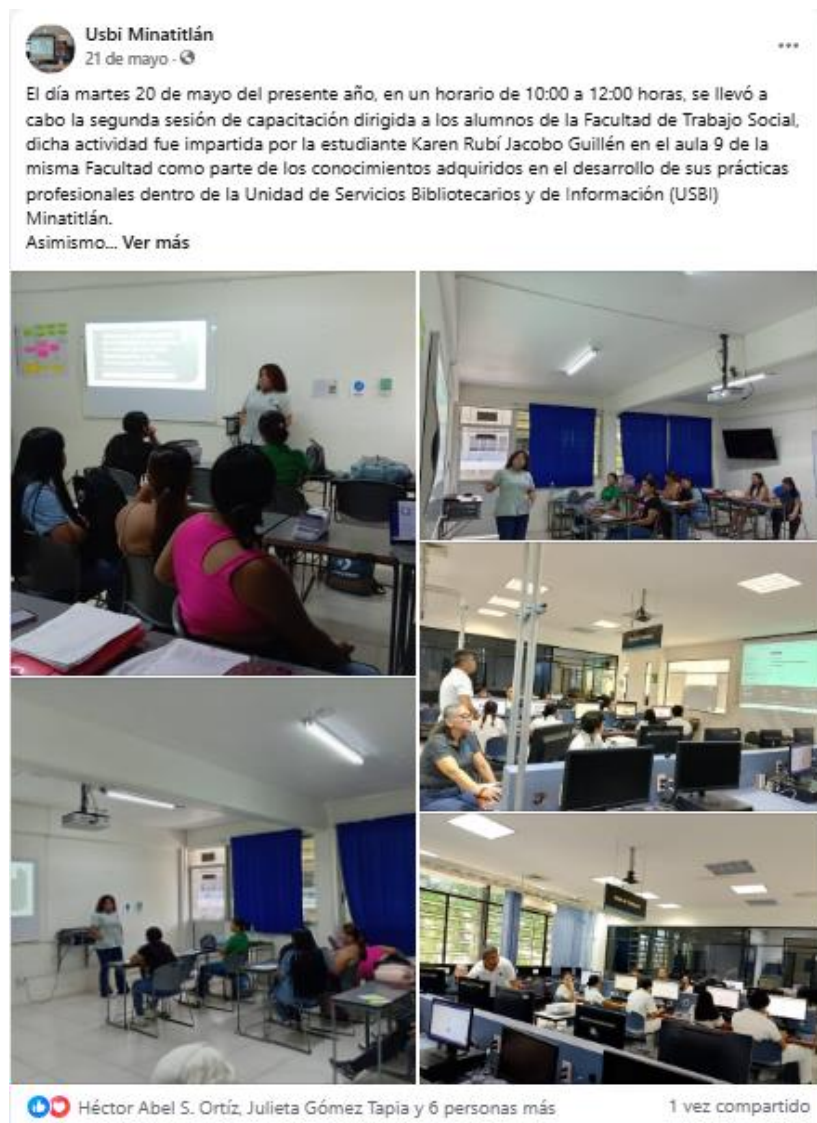 Usbi Minatitlán
21 de mayo ·
El día martes 20 de mayo del presente año, en un horario de 10:00 a 12:00 horas, se llevó a
cabo la segunda sesión de capacitación dirigida a los alumnos de la Facultad de Trabajo Social,
dicha actividad fue impartida por la estudiante Karen Rubí Jacobo Guillén en el aula 9 de la
misma Facultad como parte de los conocimientos adquiridos en el desarrollo de sus prácticas
profesionales dentro de la Unidad de Servicios Bibliotecarios y de Información (USBI)
Minatitlán.
Asimismo... Ver más
Héctor Abel S. Ortíz, Julieta Gómez Tapia y 6 personas más
1 vez compartido